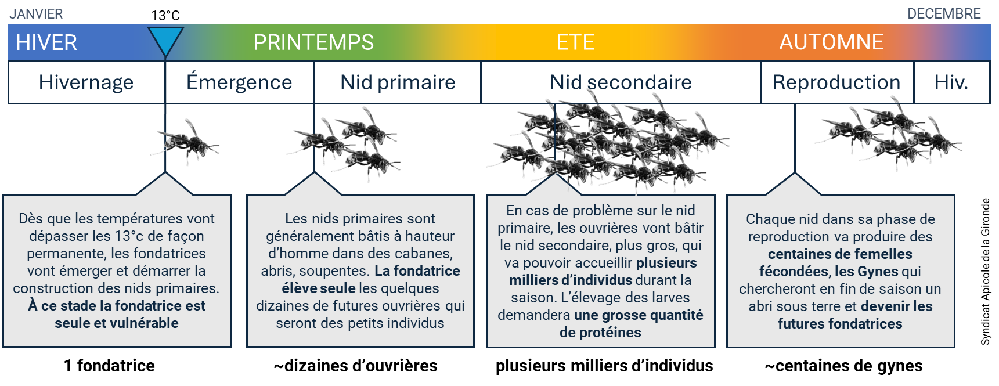 JANVIER
13°C
DECEMBRE
HIVER
PRINTEMPS
ETE
AUTOMNE
Hivernage
Émergence
Nid primaire
Nid secondaire
Reproduction
Hiv.
Dès que les températures vont
dépasser les 13°c de façon
permanente, les fondatrices
vont émerger et démarrer la
construction des nids primaires.
À ce stade la fondatrice est
seule et vulnérable
Les nids primaires sont
généralement bâtis à hauteur
d’homme dans des cabanes,
abris, soupentes. La fondatrice
élève seule les quelques
dizaines de futures ouvrières qui
seront des petits individus
En cas de problème sur le nid
primaire, les ouvrières vont bâtir
le nid secondaire, plus gros, qui
va pouvoir accueillir plusieurs
milliers d’individus durant la
saison. L’élevage des larves
demandera une grosse quantité
de protéines
Chaque nid dans sa phase de
reproduction va produire des
centaines de femelles
fécondées, les Gynes qui
chercheront en fin de saison un
abri sous terre et devenir les
futures fondatrices
1 fondatrice
~dizaines d’ouvrières
plusieurs milliers d’individus
~centaines de gynes
Syndicat Apicole de la Gironde